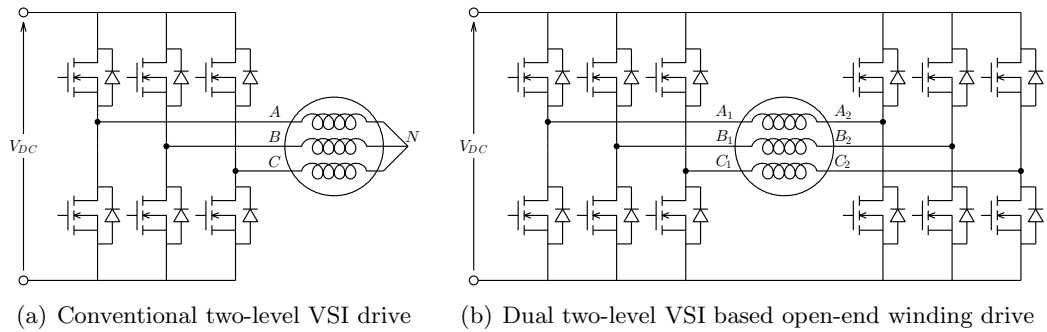 A
B
C
N
V_DC
A_1
B_1
C_1
A_2
B_2
C_2
V_DC
(a) Conventional two-level VSI drive
(b) Dual two-level VSI based open-end winding drive